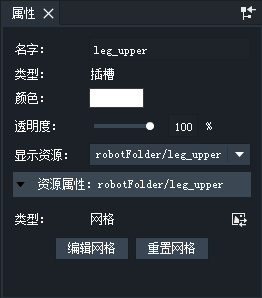 属性
名字： leg_upper
类型： 插槽
颜色：
透明度： 100 %
显示资源： robotFolder/leg_upper
资源属性：robotFolder/leg_upper
类型： 网格
编辑网格 重置网格